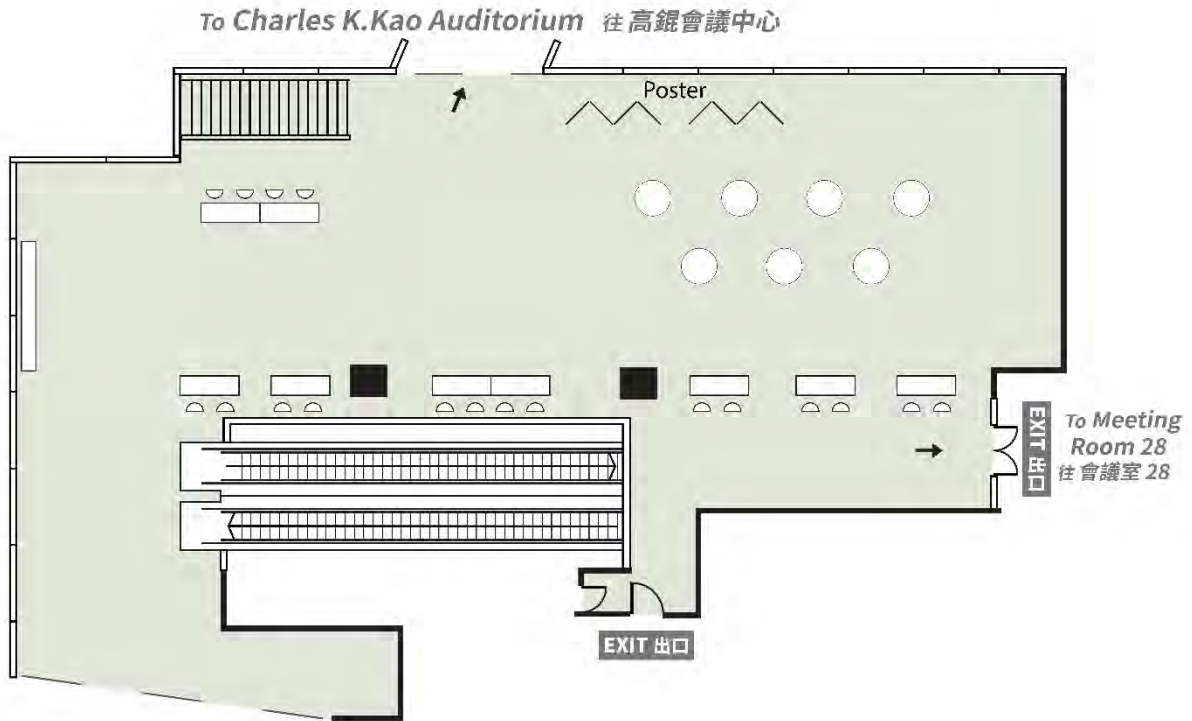 To Charles K.Kao Auditorium 往 高錕會議中心
Poster
EXIT 出口
To Meeting
Room 28
往 會議室 28
EXIT 出口